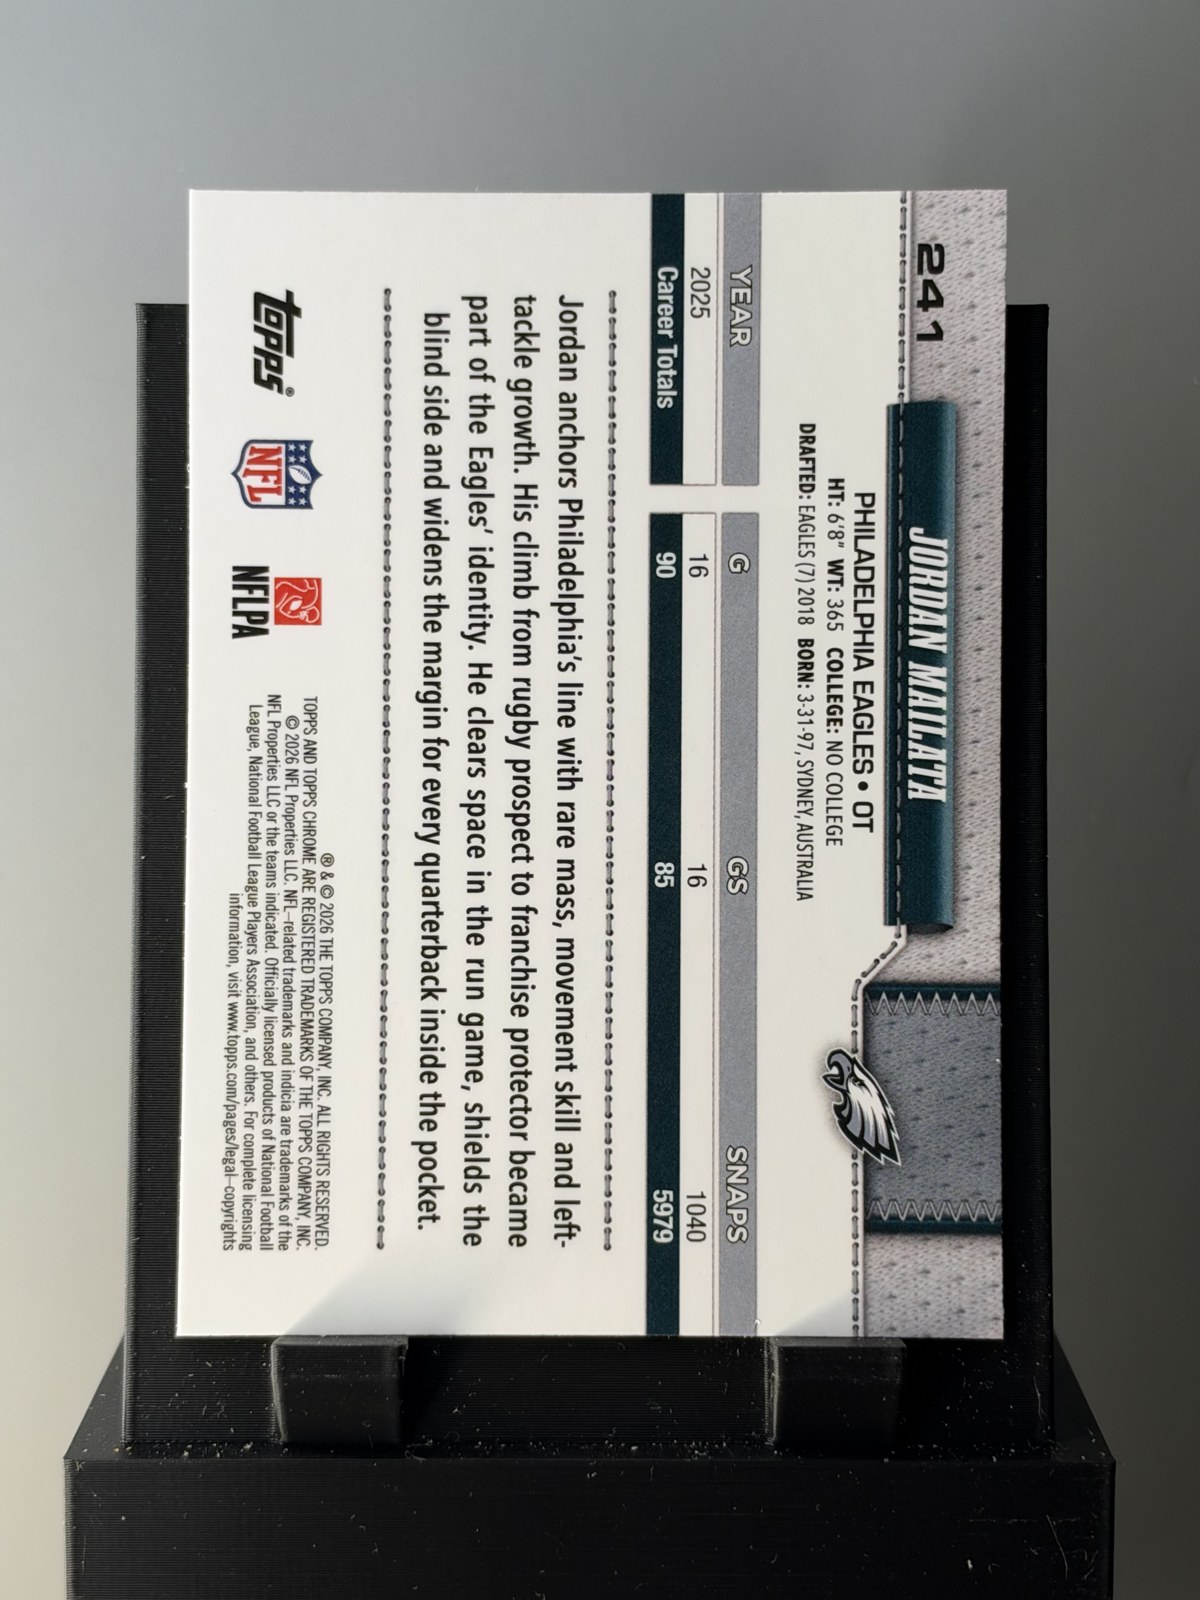 241
JORDAN MAILATA
PHILADELPHIA EAGLES • OT
HT: 6'8" WT: 365 COLLEGE: NO COLLEGE
DRAFTED: EAGLES (7) 2018 BORN: 3-31-97, SYDNEY, AUSTRALIA
YEAR G GS SNAPS
2025 16 16 1040
Career Totals 90 85 5979
Jordan anchors Philadelphia's line with rare mass, movement skill and left-
tackle growth. His climb from rugby prospect to franchise protector became
part of the Eagles' identity. He clears space in the run game, shields the
blind side and widens the margin for every quarterback inside the pocket.
topps®
NFL
NFLPA
® & © 2026 THE TOPPS COMPANY, INC. ALL RIGHTS RESERVED.
TOPPS AND TOPPS CHROME ARE REGISTERED TRADEMARKS OF THE TOPPS COMPANY, INC.
© 2026 NFL Properties LLC. NFL-related trademarks and indicia are trademarks of the
NFL Properties LLC or the teams indicated. Officially licensed products of National Football
League, National Football League Players Association, and others. For complete licensing
information, visit www.topps.com/pages/legal-copyrights